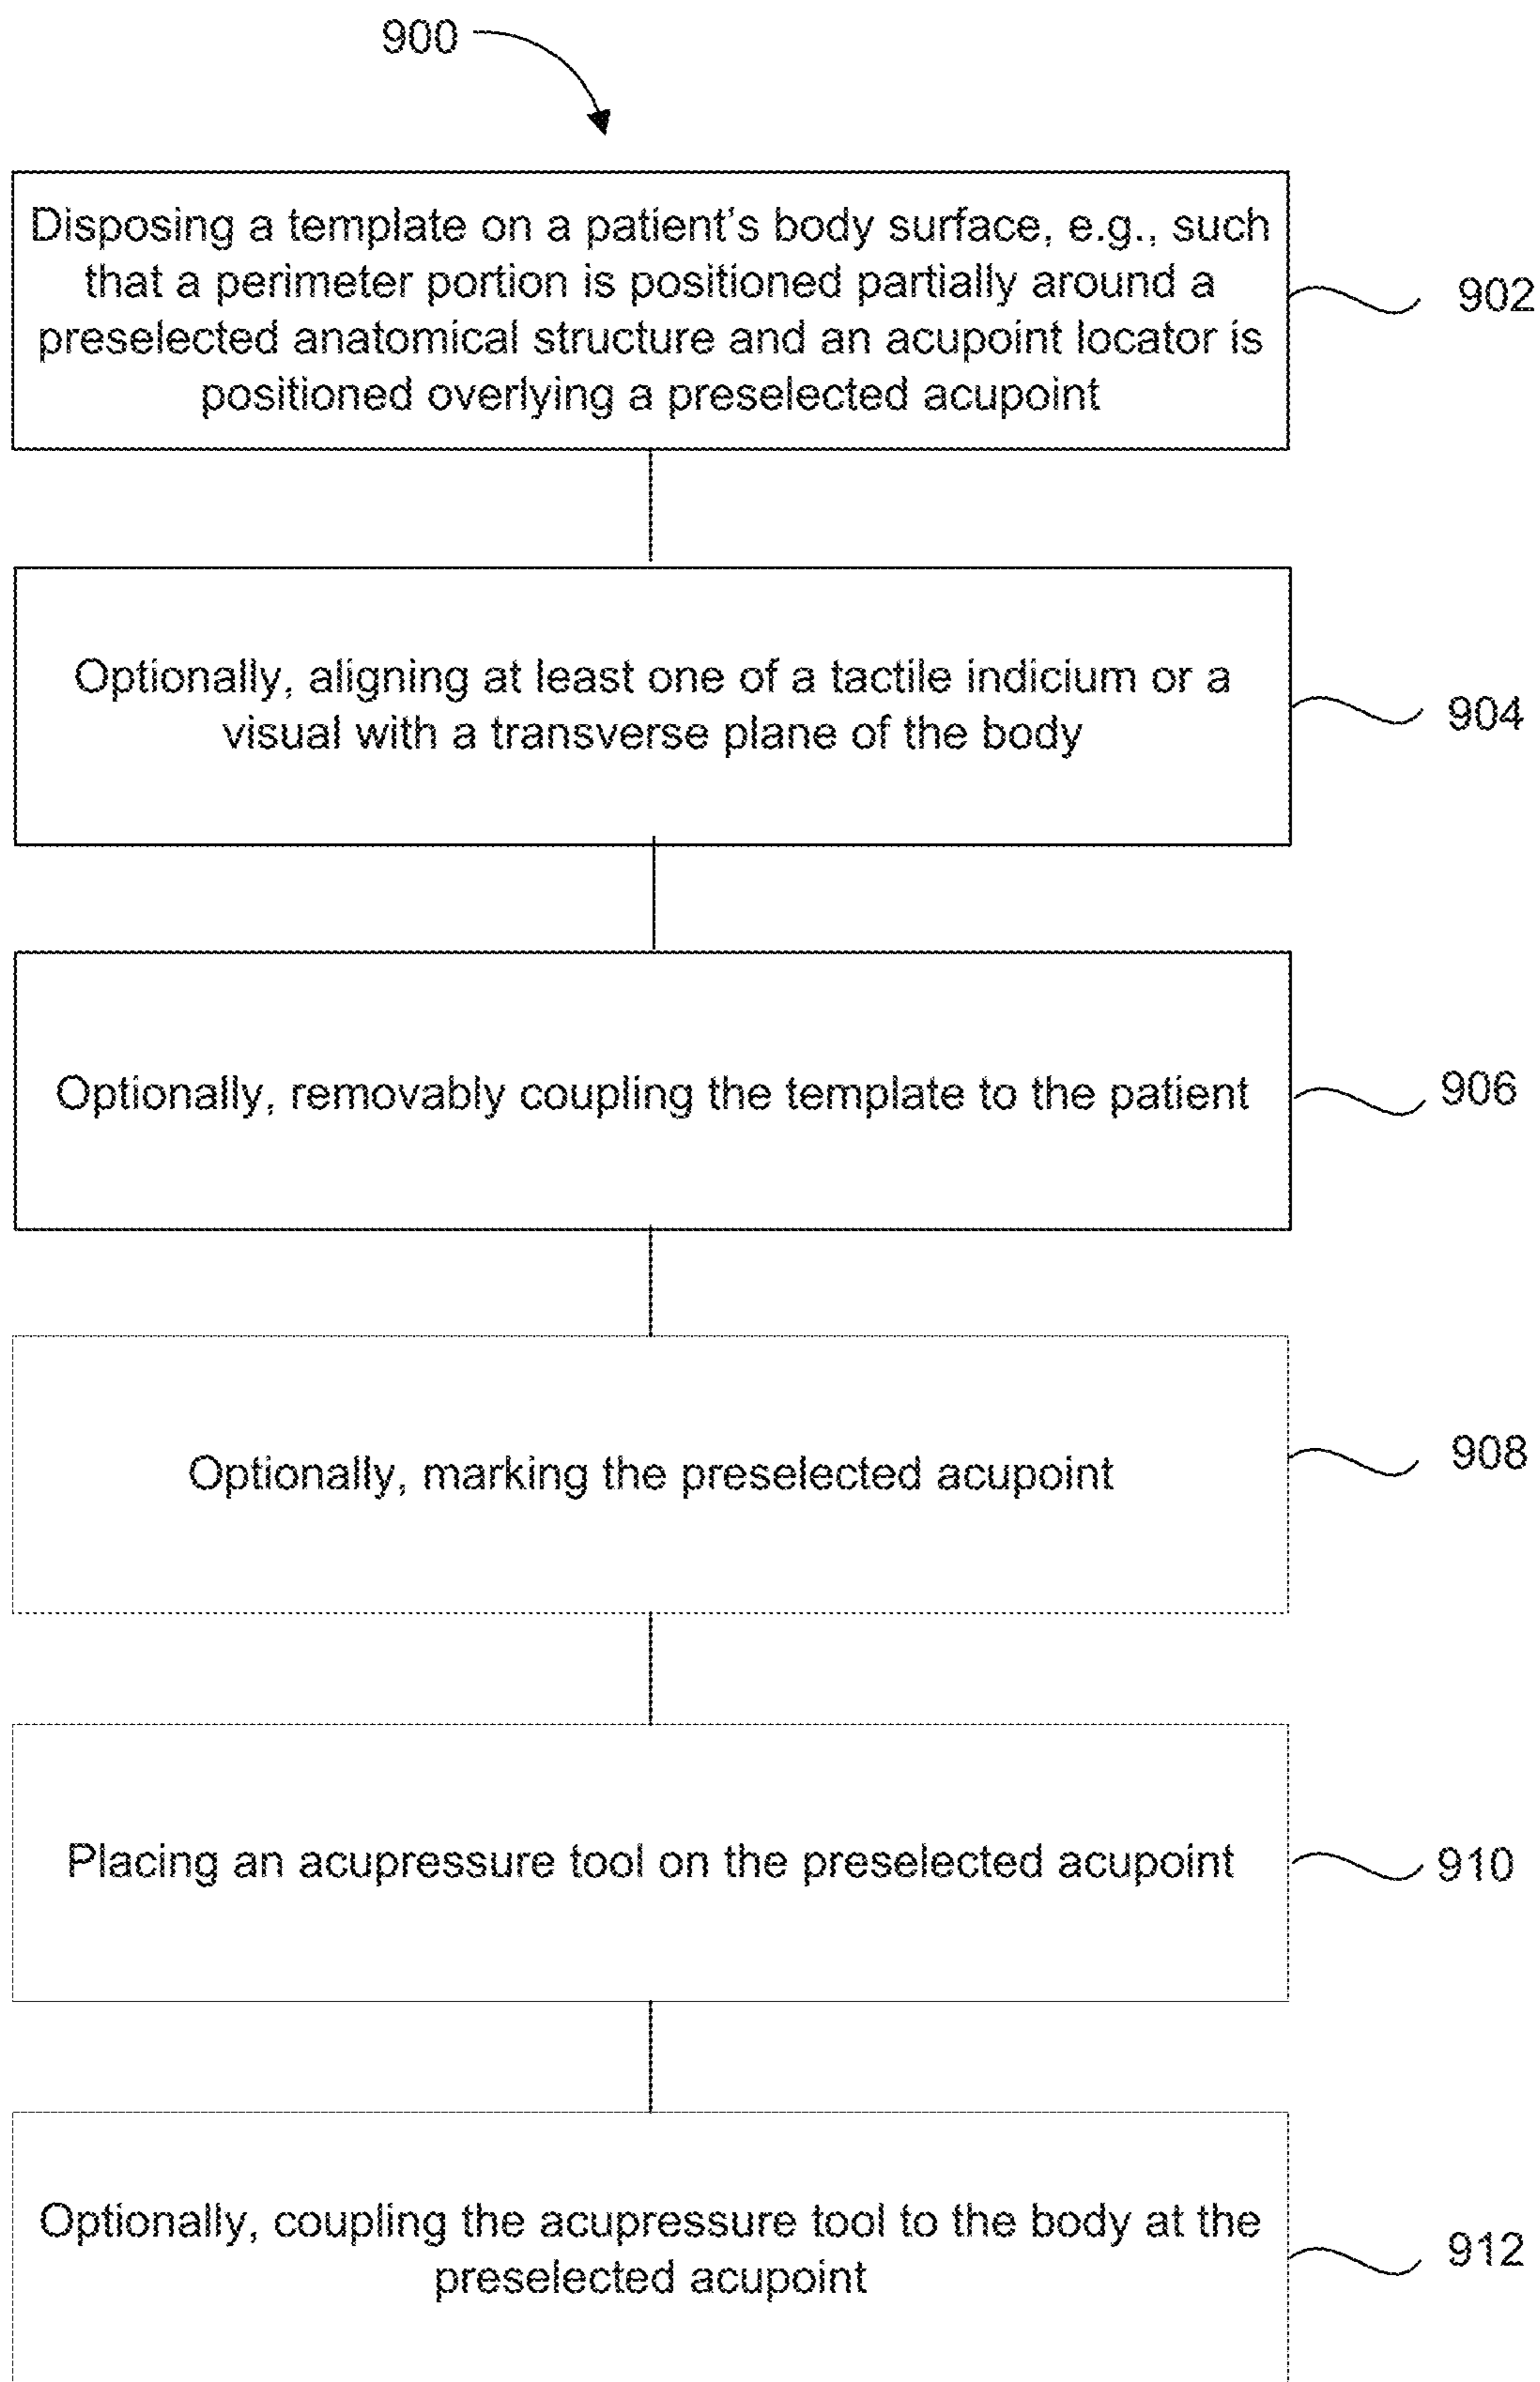 900
Disposing a template on a patient's body surface, e.g., such
that a perimeter portion is positioned partially around a
preselected anatomical structure and an acupoint locator is
positioned overlying a preselected acupoint
902
Optionally, aligning at least one of a tactile indicium or a
visual with a transverse plane of the body
904
Optionally, removably coupling the template to the patient
906
Optionally, marking the preselected acupoint
908
Placing an acupressure tool on the preselected acupoint
910
Optionally, coupling the acupressure tool to the body at the
preselected acupoint
912